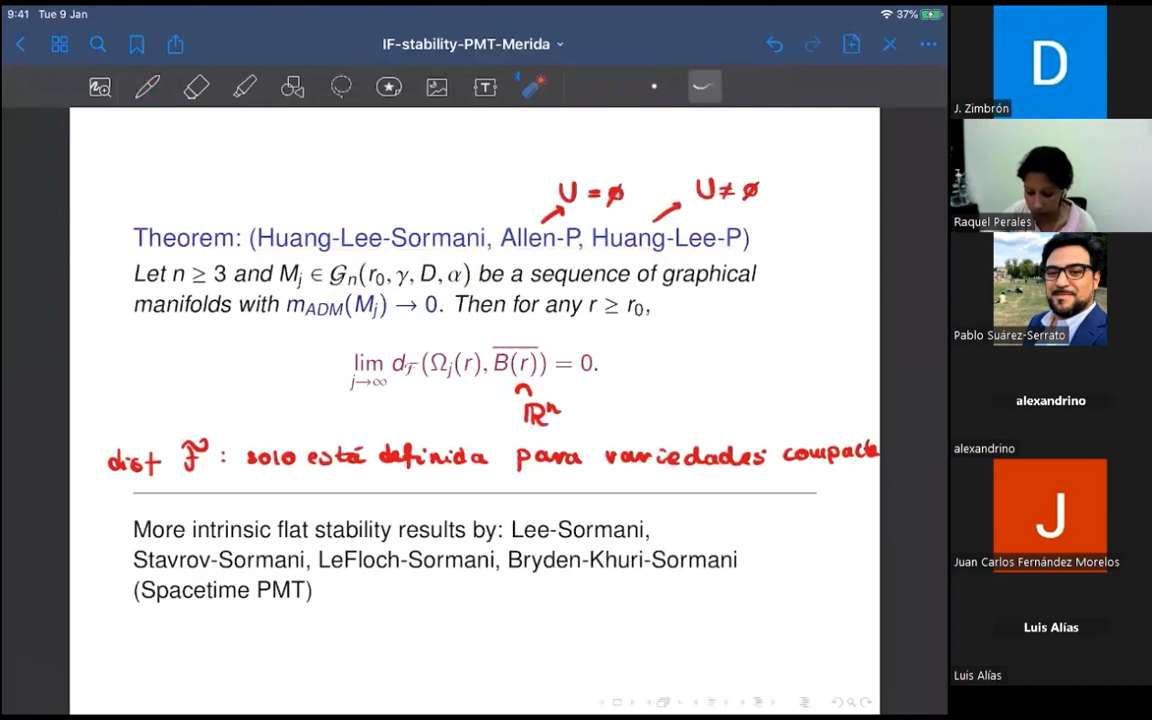 9:41 Tue 9 Jan
37%
IF-stability-PMT-Merida
U = ø
U ≠ ø
Theorem: (Huang-Lee-Sormani, Allen-P, Huang-Lee-P)
Let n ≥ 3 and Mj ∈ 𝒢n(r0, γ, D, α) be a sequence of graphical
manifolds with mADM(Mj) → 0. Then for any r ≥ r0,
lim j→∞ dℱ(Ωj(r), B(r)) = 0.
ℝⁿ
dist ℱ : solo está definida para variedades compacta
More intrinsic flat stability results by: Lee-Sormani,
Stavrov-Sormani, LeFloch-Sormani, Bryden-Khuri-Sormani
(Spacetime PMT)
D
J. Zimbrón
Raquel Perales
Pablo Suárez-Serrato
alexandrino
alexandrino
J
Juan Carlos Fernández Morelos
Luis Alías
Luis Alías